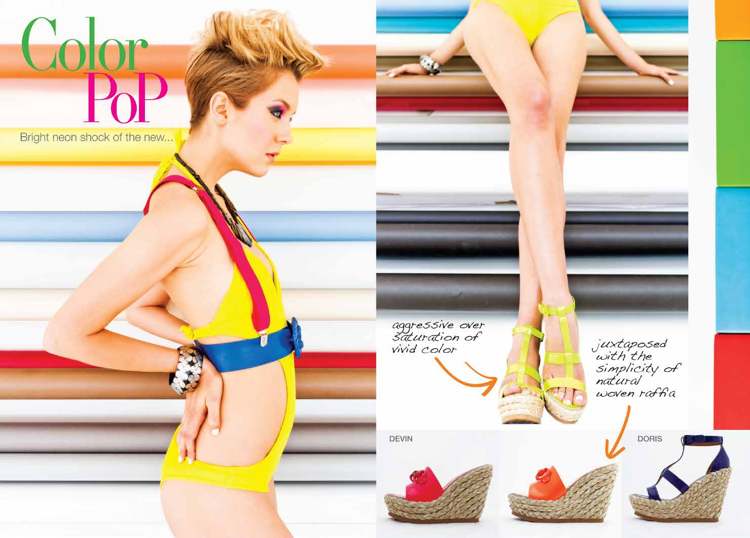 Color
PoP
Bright neon shock of the new...
aggressive over
saturation of
vivid color
juxtaposed
with the
simplicity of
natural
woven raffia
DEVIN
DORIS